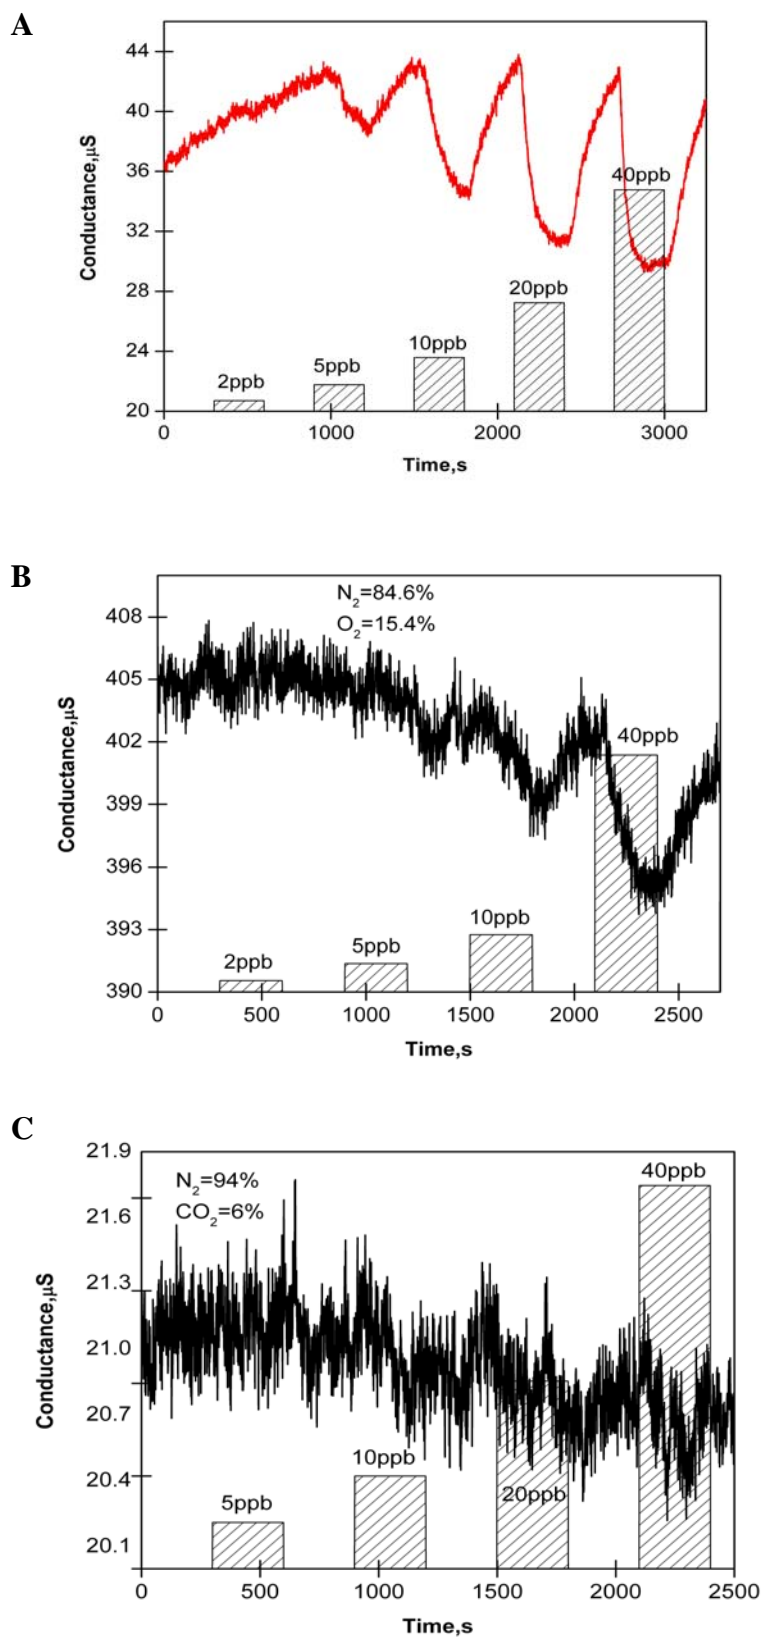 A
44
40
36
32
28
24
20
Conductance,µS
2ppb
5ppb
10ppb
20ppb
40ppb
0 1000 2000 3000
Time,s
B
N2=84.6%
O2=15.4%
408
405
402
399
396
393
390
Conductance,µS
2ppb
5ppb
10ppb
40ppb
0 500 1000 1500 2000 2500
Time,s
C
N2=94%
CO2=6%
21.9
21.6
21.3
21.0
20.7
20.4
20.1
Conductance,µS
5ppb
10ppb
20ppb
40ppb
0 500 1000 1500 2000 2500
Time,s